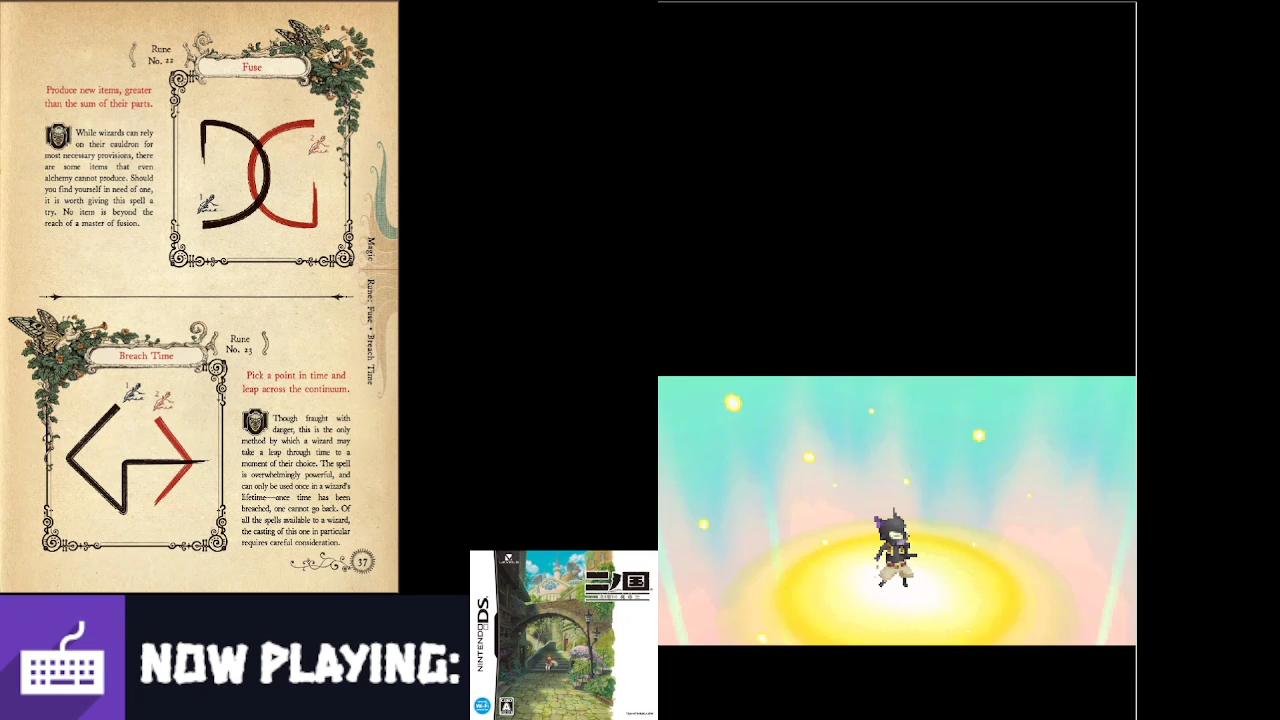 Rune
No. 22
Fuse
Produce new items, greater
than the sum of their parts.
While wizards can rely
on their cauldron for
most necessary provisions, there
are some items that even
alchemy cannot produce. Should
you find yourself in need of one,
it is worth giving this spell a
try. No item is beyond the
reach of a master of fusion.
1
2
Magic
Rune: Fuse • Breach Time
Breach Time
Rune
No. 23
1
2
Pick a point in time and
leap across the continuum.
Though fraught with
danger, this is the only
method by which a wizard may
take a leap through time to a
moment of their choice. The spell
is overwhelmingly powerful, and
can only be used once in a wizard's
lifetime—once time has been
breached, one cannot go back. Of
all the spells available to a wizard,
the casting of this one in particular
requires careful consideration.
37
NOW PLAYING:
NINTENDO DS
二ノ国
Wi-Fi
A